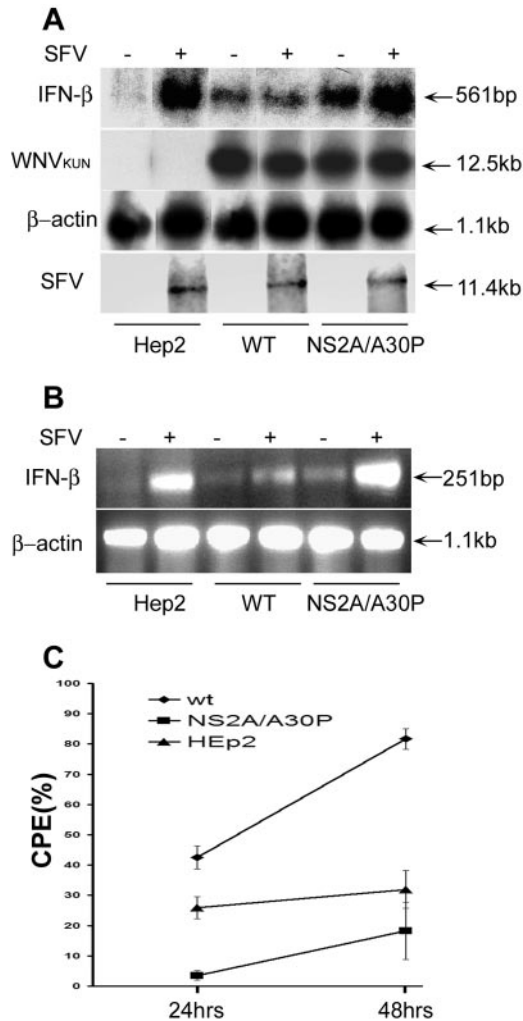 A
SFV - + - + - +
IFN-β ←561bp
WNVKUN ←12.5kb
β-actin ←1.1kb
SFV ←11.4kb
Hep2 WT NS2A/A30P
B
SFV - + - + - +
IFN-β ←251bp
β-actin ←1.1kb
Hep2 WT NS2A/A30P
C
100
90
80
70
60
50
40
30
20
10
0
CPE(%)
wt
NS2A/A30P
HEp2
24hrs 48hrs